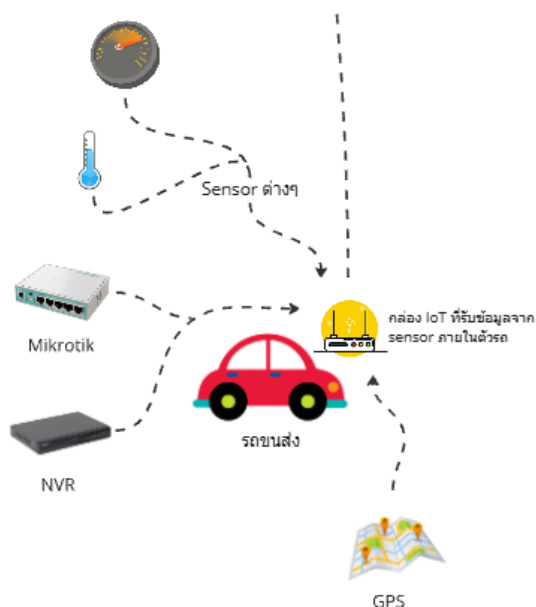 Sensor ต่างๆ
Mikrotik
กล่อง IoT ที่รับข้อมูลจาก
sensor ภายในตัวรถ
รถขนส่ง
NVR
GPS